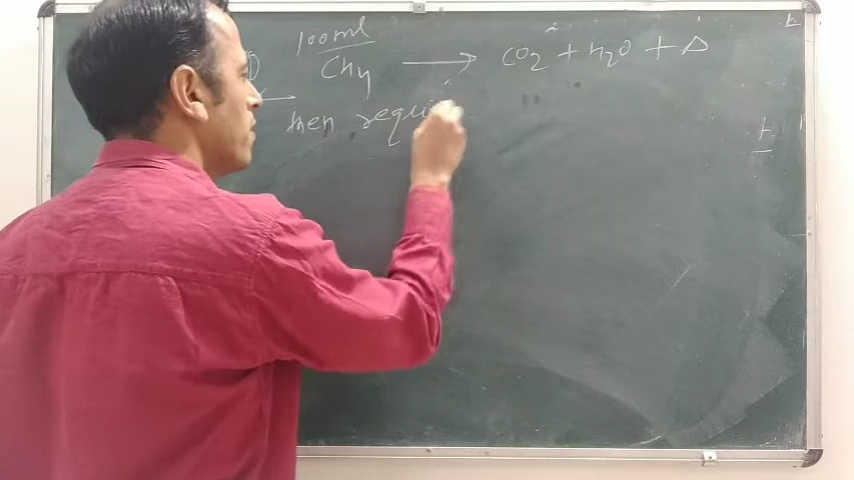 100ml
CH4 → CO2 + H2O + Δ
then requi